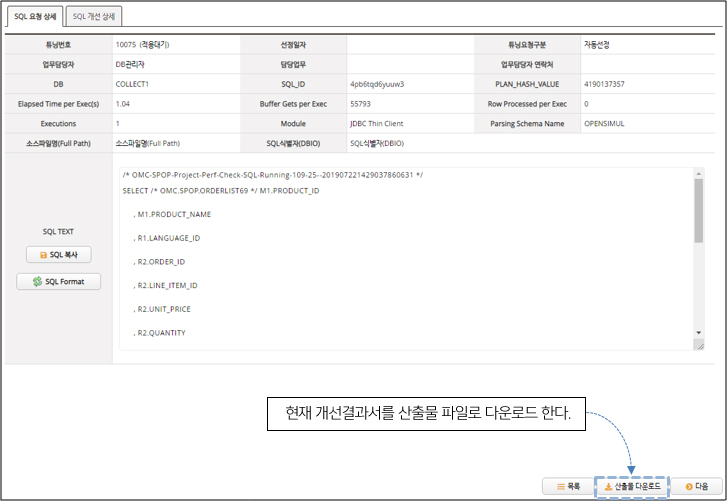 SQL 요청 상세 SQL 개선 상세
튜닝번호 10075 (적용대기) 선정일자 튜닝요청구분 자동선정
업무담당자 DB관리자 담당업무 업무담당자 연락처
DB COLLECT1 SQL_ID 4pb6tqd6yuuw3 PLAN_HASH_VALUE 4190137357
Elapsed Time per Exec(s) 1.04 Buffer Gets per Exec 55793 Row Processed per Exec 0
Executions 1 Module JDBC Thin Client Parsing Schema Name OPENSIMUL
소스파일명(Full Path) 소스파일명(Full Path) SQL식별자(DBIO) SQL식별자(DBIO)
/* OMC-SPOP-Project-Perf-Check-SQL-Running-109-25--201907221429037860631 */
SELECT /* OMC.SPOP.ORDERLIST69 */ M1.PRODUCT_ID
, M1.PRODUCT_NAME
, R1.LANGUAGE_ID
, R2.ORDER_ID
, R2.LINE_ITEM_ID
, R2.UNIT_PRICE
, R2.QUANTITY
SQL TEXT
SQL 복사
SQL Format
현재 개선결과서를 산출물 파일로 다운로드 한다.
목록 산출물 다운로드 다음